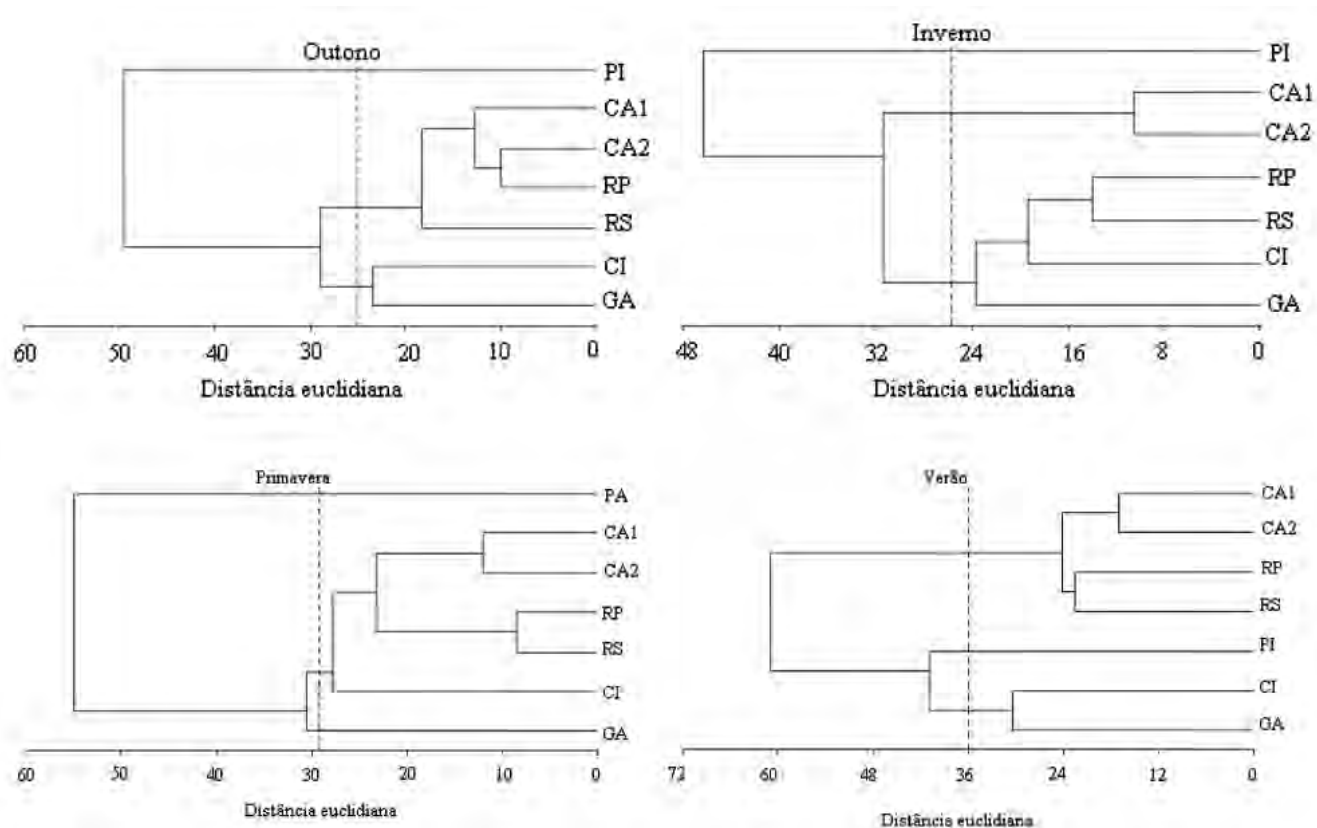 Outono
PI
CA1
CA2
RP
RS
CI
GA
60 50 40 30 20 10 0
Distância euclidiana
Inverno
PI
CA1
CA2
RP
RS
CI
GA
48 40 32 24 16 8 0
Distância euclidiana
Primavera
PA
CA1
CA2
RP
RS
CI
GA
60 50 40 30 20 10 0
Distância euclidiana
Verão
CA1
CA2
RP
RS
PI
CI
GA
72 60 48 36 24 12 0
Distância euclidiana